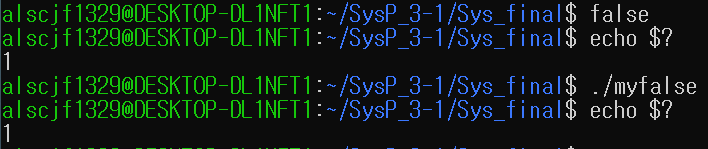 alscjf1329@DESKTOP-DL1NFT1:~/SysP_3-1/Sys_final$ false
alscjf1329@DESKTOP-DL1NFT1:~/SysP_3-1/Sys_final$ echo $?
1
alscjf1329@DESKTOP-DL1NFT1:~/SysP_3-1/Sys_final$ ./myfalse
alscjf1329@DESKTOP-DL1NFT1:~/SysP_3-1/Sys_final$ echo $?
1